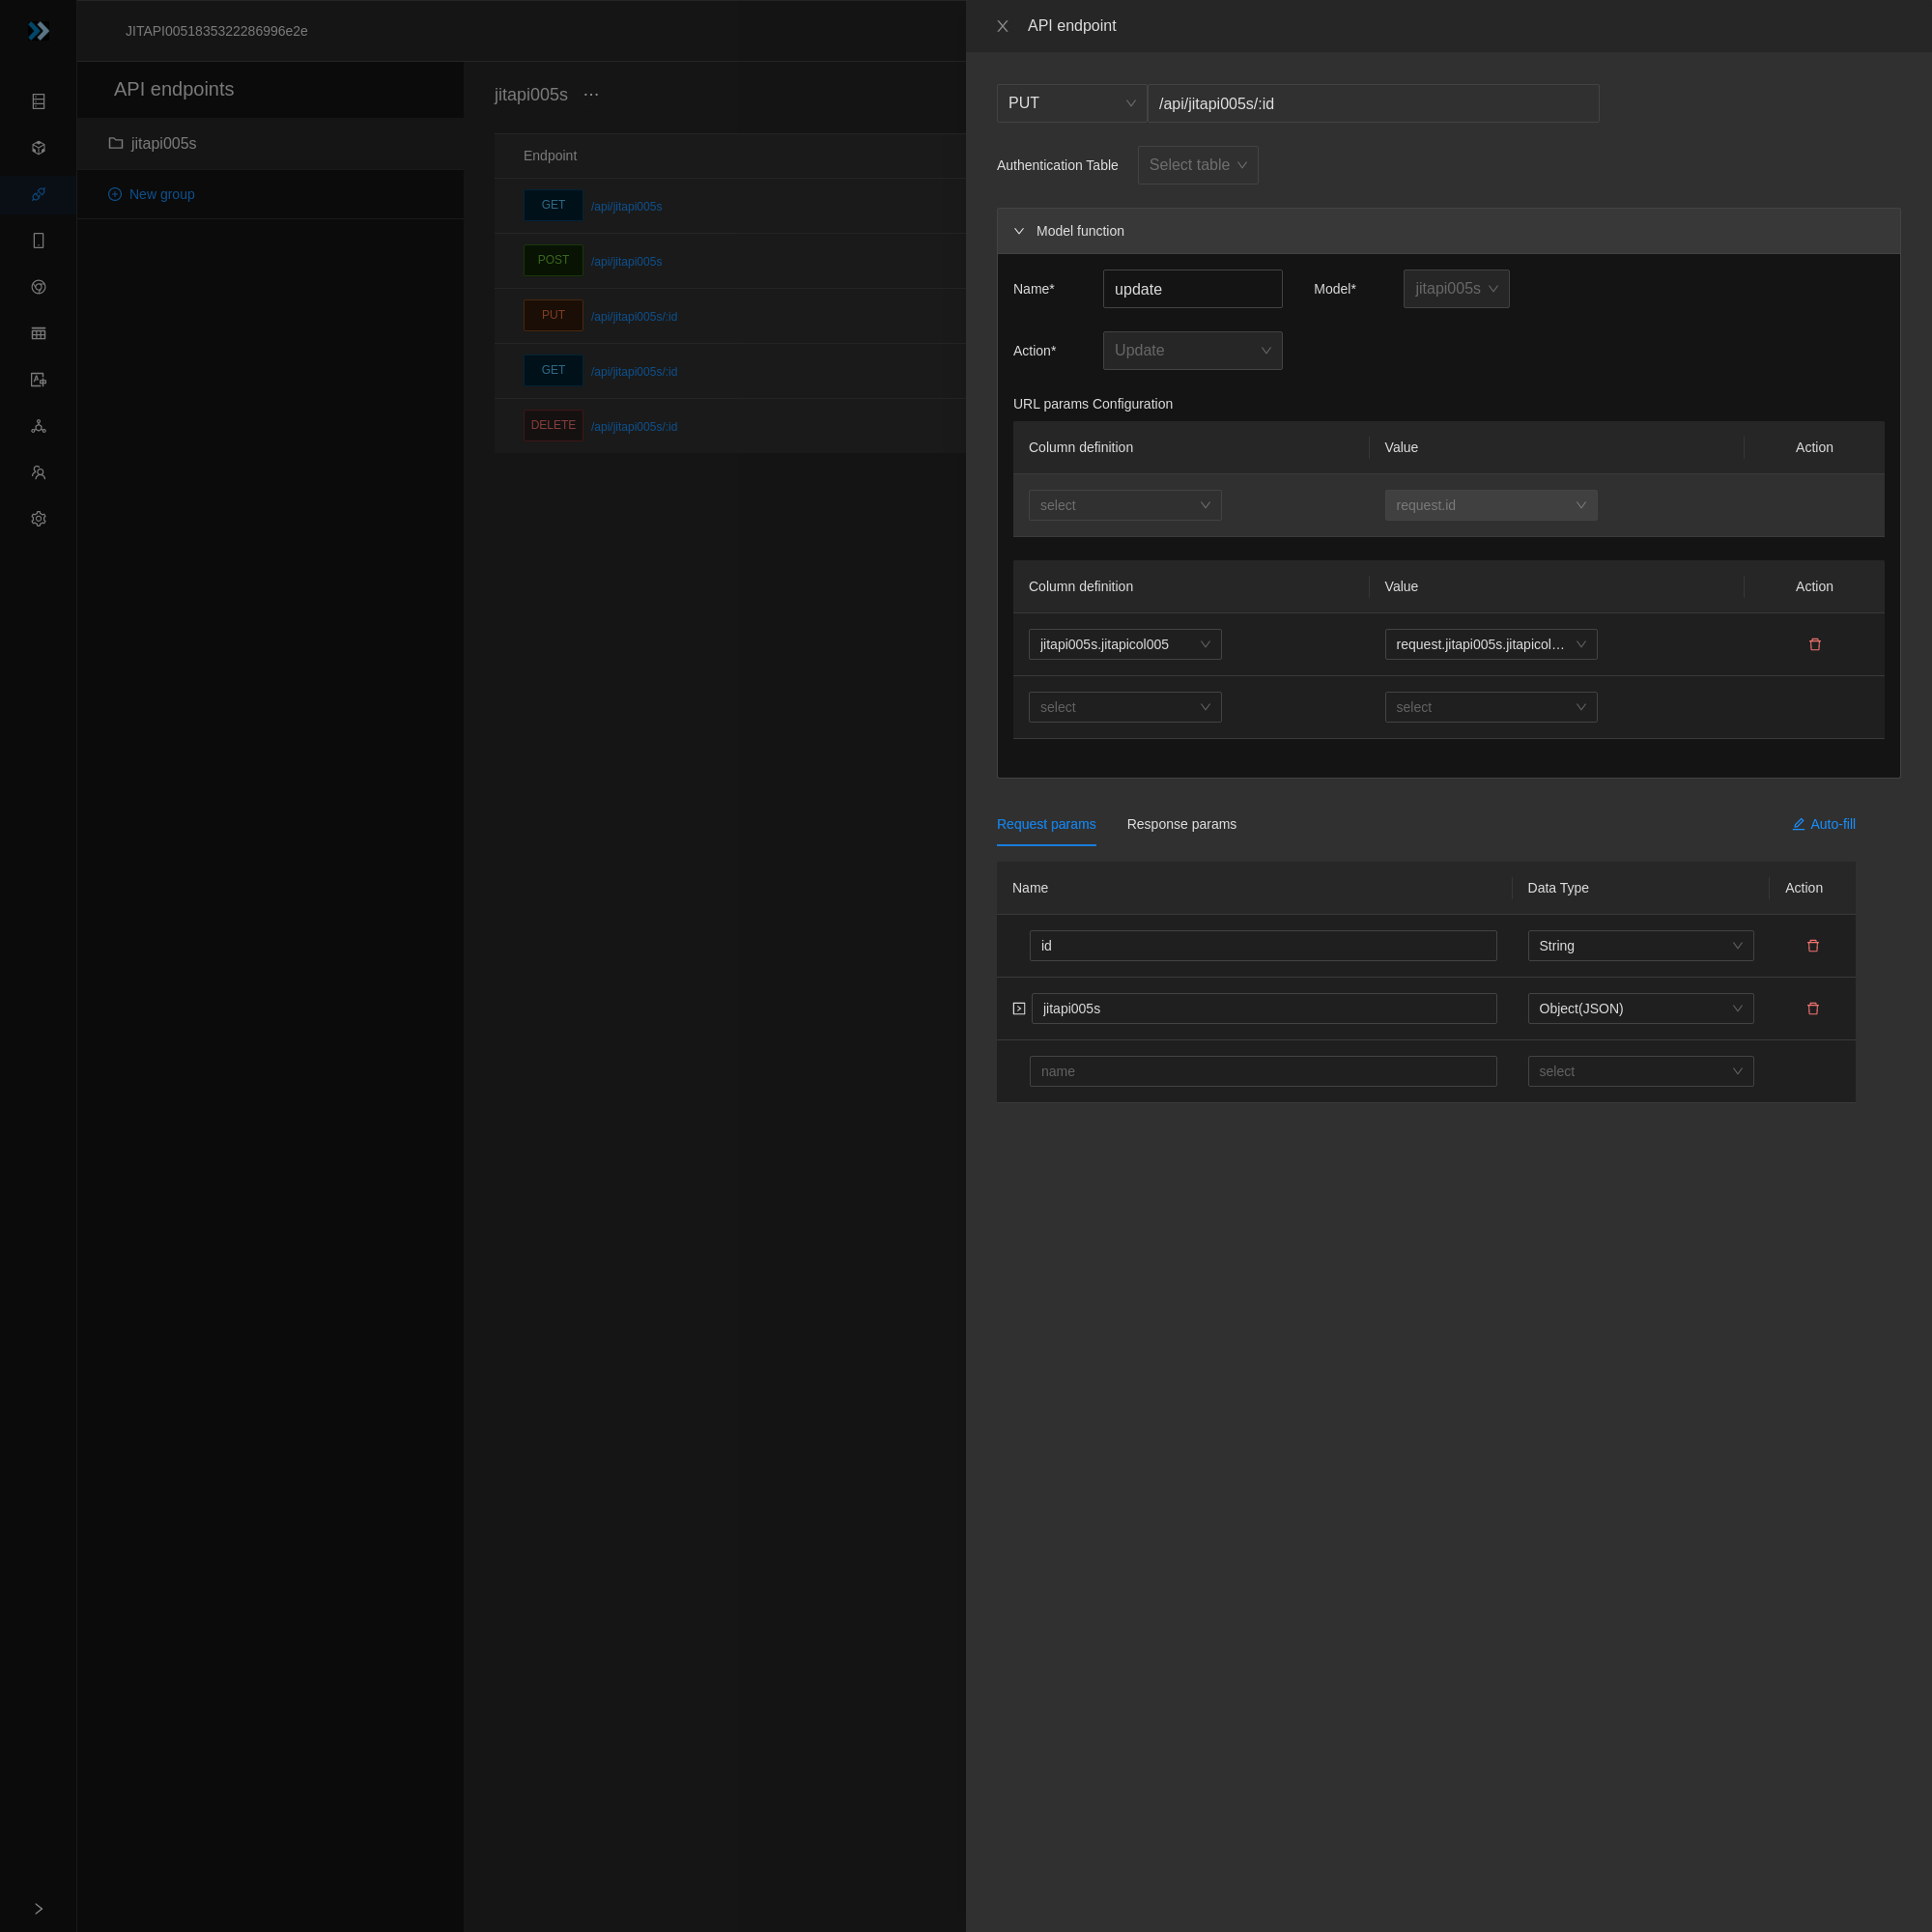 JITAPI0051835322286996e2e
API endpoints
jitapi005s
New group
jitapi005s ...
Endpoint
GET /api/jitapi005s
POST /api/jitapi005s
PUT /api/jitapi005s/:id
GET /api/jitapi005s/:id
DELETE /api/jitapi005s/:id
API endpoint
PUT /api/jitapi005s/:id
Authentication Table Select table
Model function
Name* update Model* jitapi005s
Action* Update
URL params Configuration
Column definition Value Action
select request.id
Column definition Value Action
jitapi005s.jitapicol005 request.jitapi005s.jitapicol...
select select
Request params Response params Auto-fill
Name Data Type Action
id String
jitapi005s Object(JSON)
name select